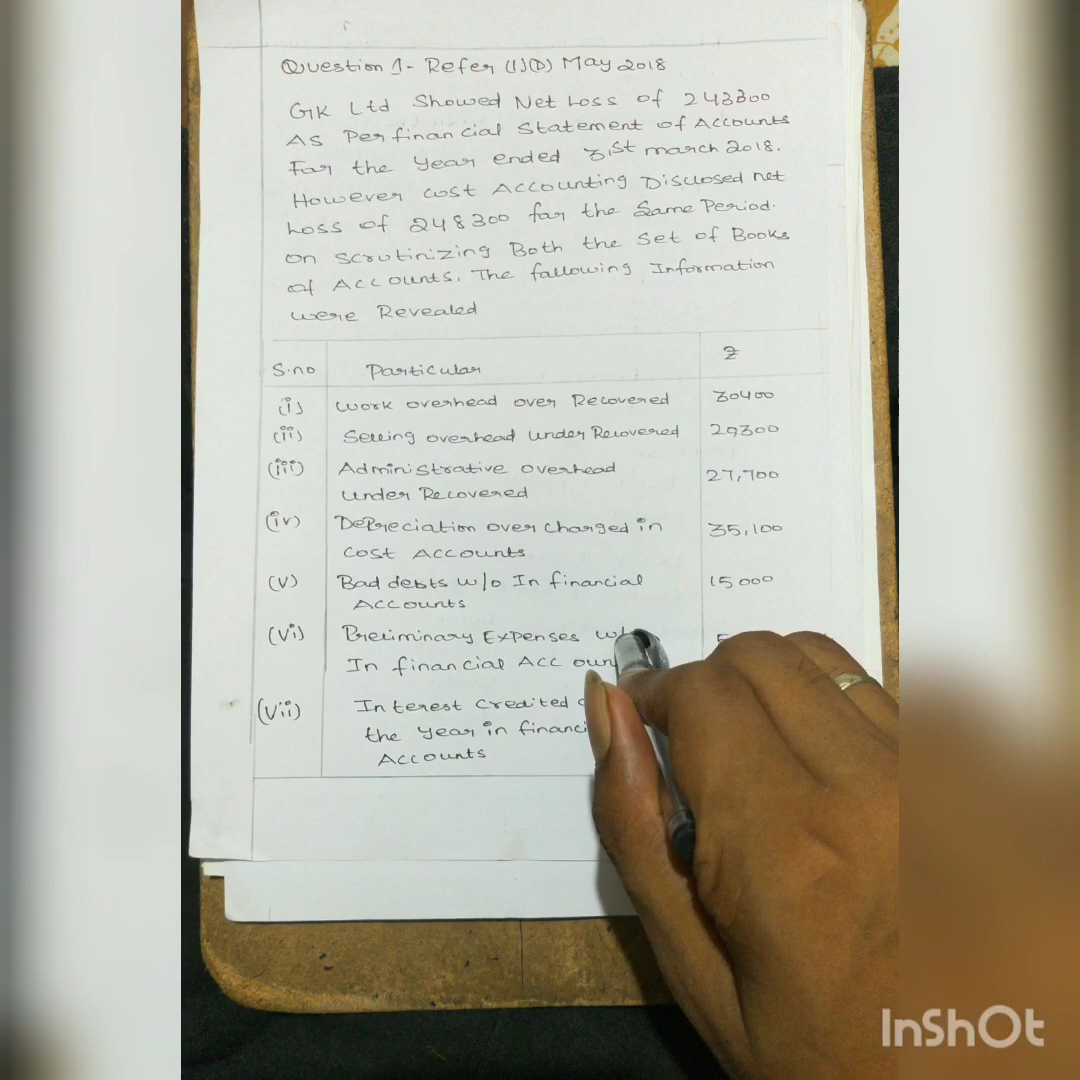 Question 1- Refer (1)(D) May 2018
GK Ltd Showed Net Loss of 243300
As Per financial Statement of Accounts
For the Year ended 31st march 2018.
However cost Accounting Disclosed net
Loss of 248300 for the Same Period.
on scrutinizing Both the set of Books
of Accounts. The following Information
were Revealed
S.no Particular ₹
(i) Work overhead over Recovered 30400
(ii) Selling overhead under Recovered 29300
(iii) Administrative overhead
under Recovered 27,700
(iv) Depreciation over charged in
cost Accounts 35,100
(v) Bad debts w/o In financial
Accounts 15000
(vi) Preliminary Expenses
In financial
(vii) Interest credited
the year in
Accounts
InShOt